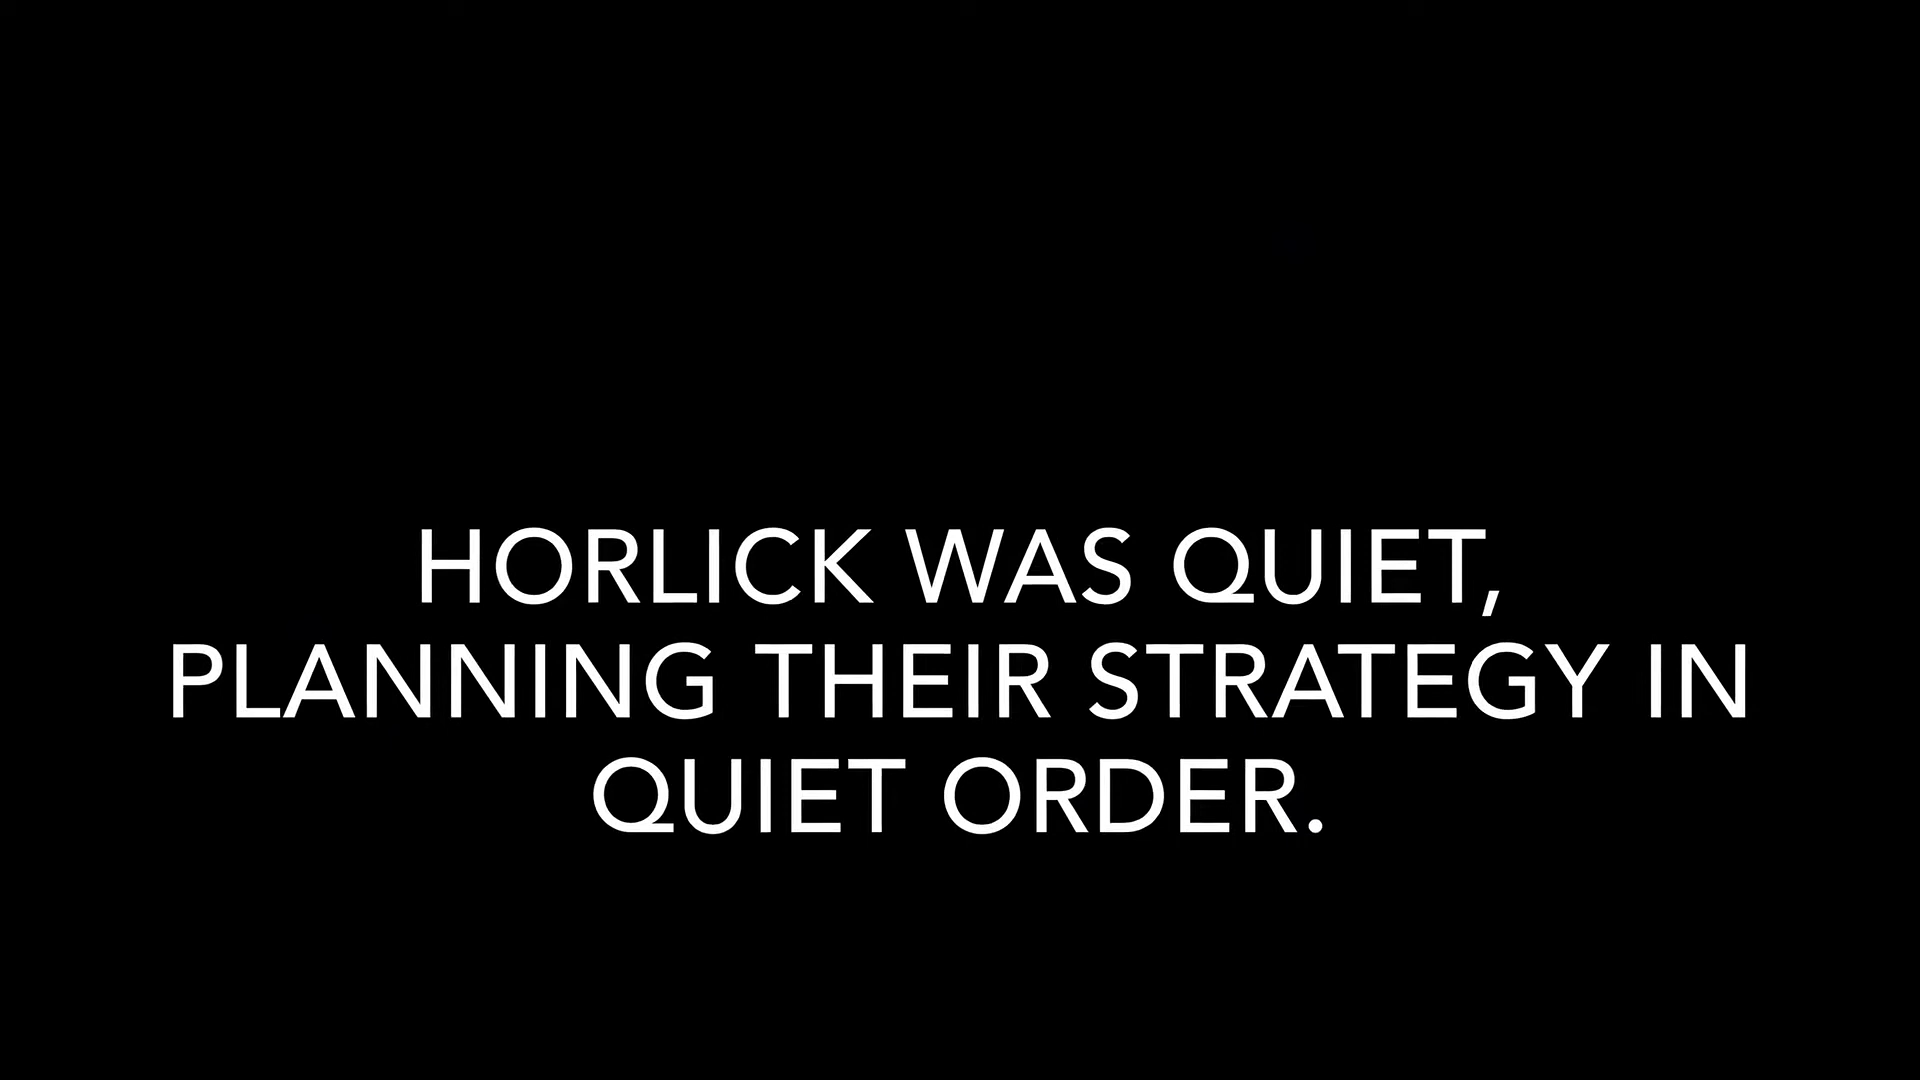 HORLICK WAS QUIET,
PLANNING THEIR STRATEGY IN
QUIET ORDER.